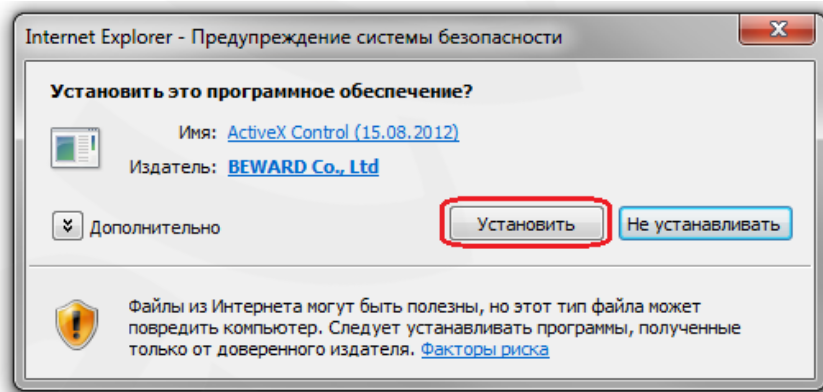 Internet Explorer - Предупреждение системы безопасности
Установить это программное обеспечение?
Имя: ActiveX Control (15.08.2012)
Издатель: BEWARD Co., Ltd
Дополнительно
Установить
Не устанавливать
Файлы из Интернета могут быть полезны, но этот тип файла может
повредить компьютер. Следует устанавливать программы, полученные
только от доверенного издателя. Факторы риска